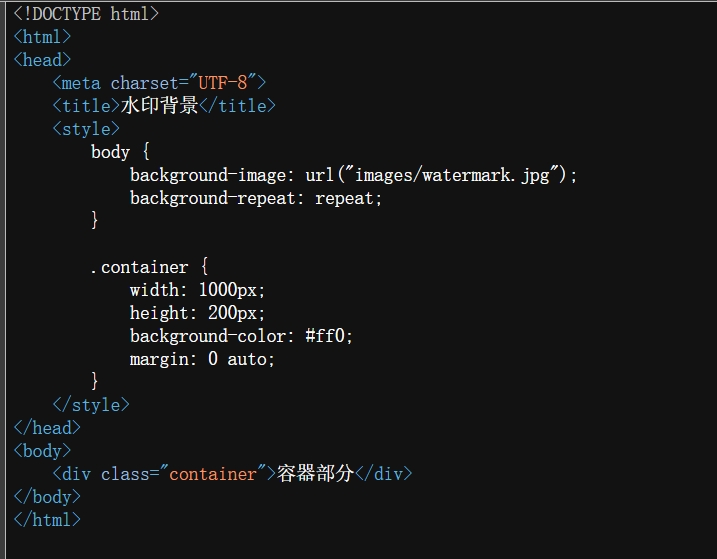 <!DOCTYPE html>
<html>
<head>
    <meta charset="UTF-8">
    <title>水印背景</title>
    <style>
        body {
            background-image: url("images/watermark.jpg");
            background-repeat: repeat;
        }

        .container {
            width: 1000px;
            height: 200px;
            background-color: #ff0;
            margin: 0 auto;
        }
    </style>
</head>
<body>
    <div class="container">容器部分</div>
</body>
</html>